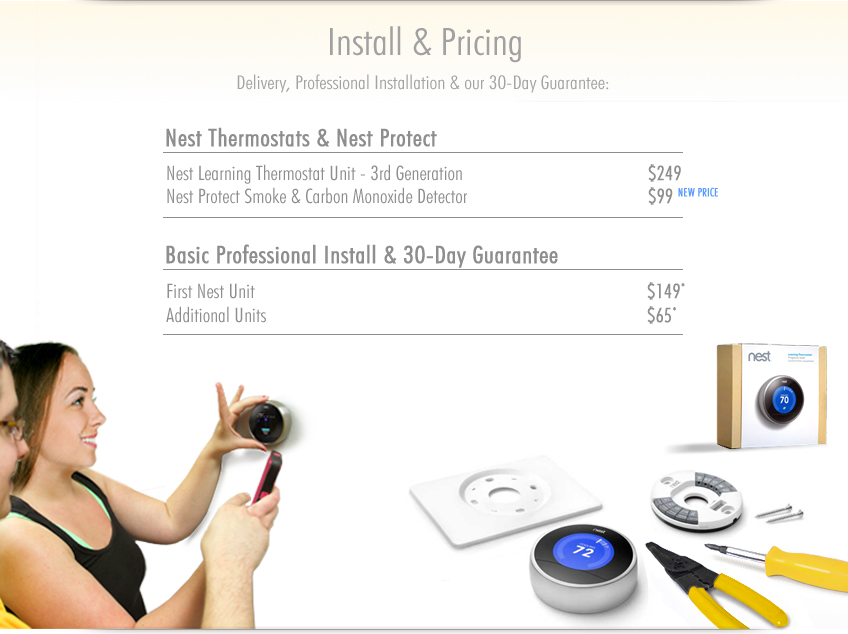 Install & Pricing
Delivery, Professional Installation & our 30-Day Guarantee:
Nest Thermostats & Nest Protect
Nest Learning Thermostat Unit - 3rd Generation $249
Nest Protect Smoke & Carbon Monoxide Detector $99 NEW PRICE
Basic Professional Install & 30-Day Guarantee
First Nest Unit $149*
Additional Units $65*
nest
70
nest
72